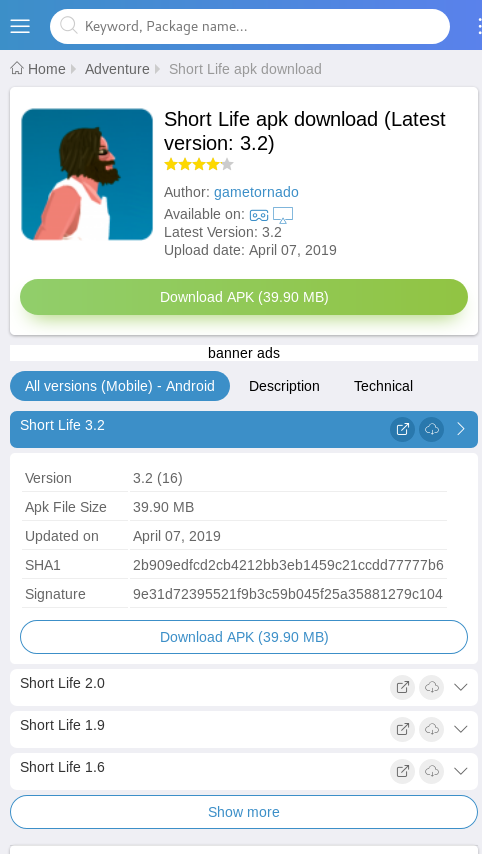 Keyword, Package name...
Home Adventure Short Life apk download
Short Life apk download (Latest
version: 3.2)
Author: gametornado
Available on:
Latest Version: 3.2
Upload date: April 07, 2019
Download APK (39.90 MB)
banner ads
All versions (Mobile) - Android Description Technical
Short Life 3.2
Version 3.2 (16)
Apk File Size 39.90 MB
Updated on April 07, 2019
SHA1 2b909edfcd2cb4212bb3eb1459c21ccdd77777b6
Signature 9e31d72395521f9b3c59b045f25a35881279c104
Download APK (39.90 MB)
Short Life 2.0
Short Life 1.9
Short Life 1.6
Show more